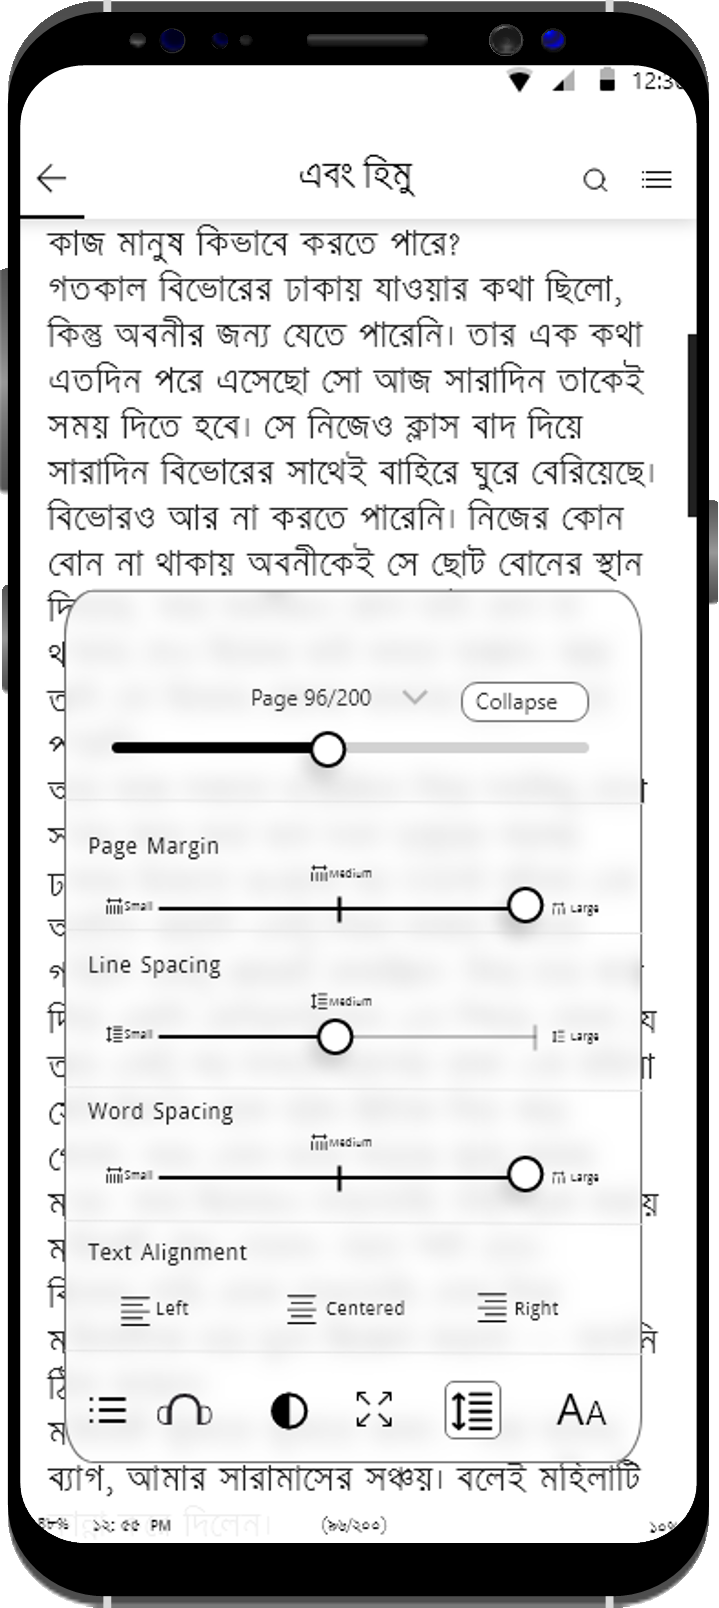 12:30
এবং হিমু
কাজ মানুষ কিভাবে করতে পারে?
গতকাল বিভোরের ঢাকায় যাওয়ার কথা ছিলো,
কিন্তু অবনীর জন্য যেতে পারেনি। তার এক কথা
এতদিন পরে এসেছো সো আজ সারাদিন তাকেই
সময় দিতে হবে। সে নিজেও ক্লাস বাদ দিয়ে
সারাদিন বিভোরের সাথেই বাহিরে ঘুরে বেরিয়েছে।
বিভোরও আর না করতে পারেনি। নিজের কোন
বোন না থাকায় অবনীকেই সে ছোট বোনের স্থান
Page 96/200
Collapse
Page Margin
Medium
Small
Large
Line Spacing
Medium
Small
Large
Word Spacing
Medium
Small
Large
Text Alignment
Left Centered Right
AA
ব্যাগ, আমার সারামাসের সঞ্চয়। বলেই মহিলাটি
দিলেন।
১২: ৫৫ PM (৯৬/২০০) ১০%